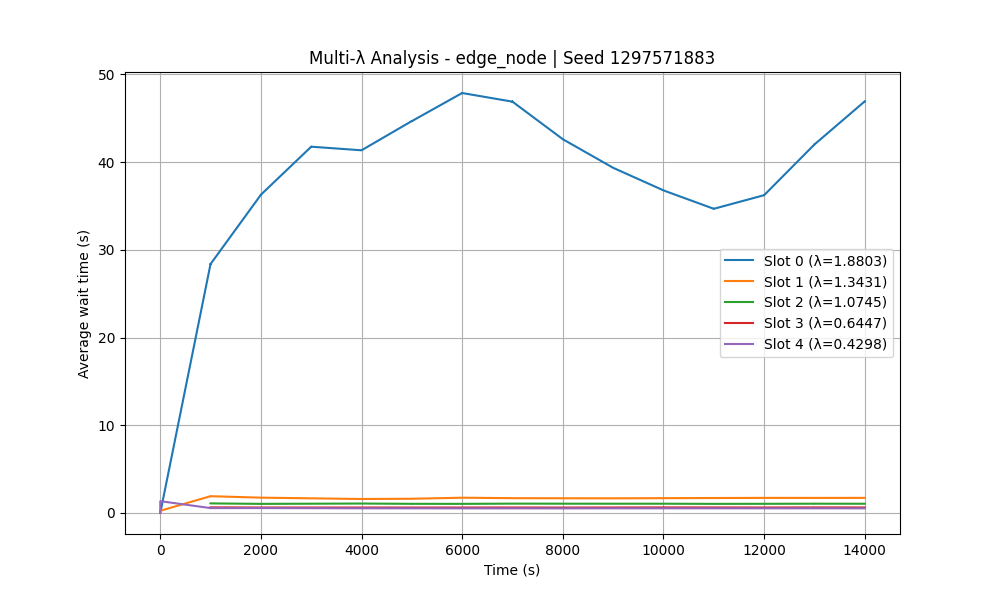 Multi-λ Analysis - edge_node | Seed 1297571883
50
40
30
20
10
0
Average wait time (s)
Slot 0 (λ=1.8803)
Slot 1 (λ=1.3431)
Slot 2 (λ=1.0745)
Slot 3 (λ=0.6447)
Slot 4 (λ=0.4298)
0 2000 4000 6000 8000 10000 12000 14000
Time (s)